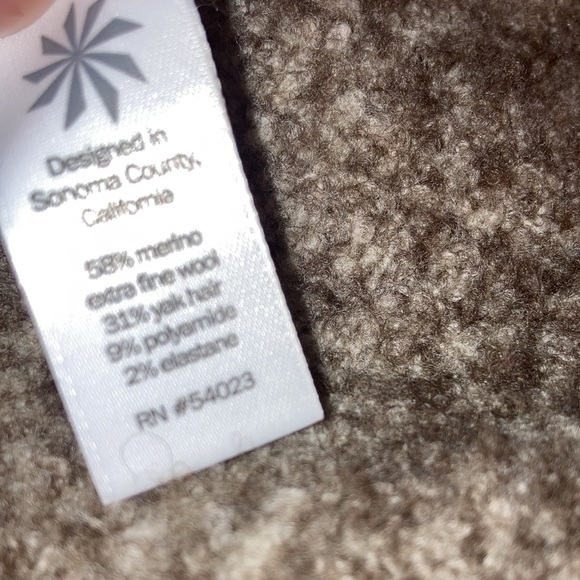 Designed in
Sonoma County,
California
58% merino
extra fine wool
31% yak hair
9% polyamide
2% elastane
RN #54023